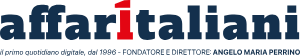 affaritaliani
Il primo quotidiano digitale, dal 1996 - FONDATORE E DIRETTORE: ANGELO MARIA PERRINO